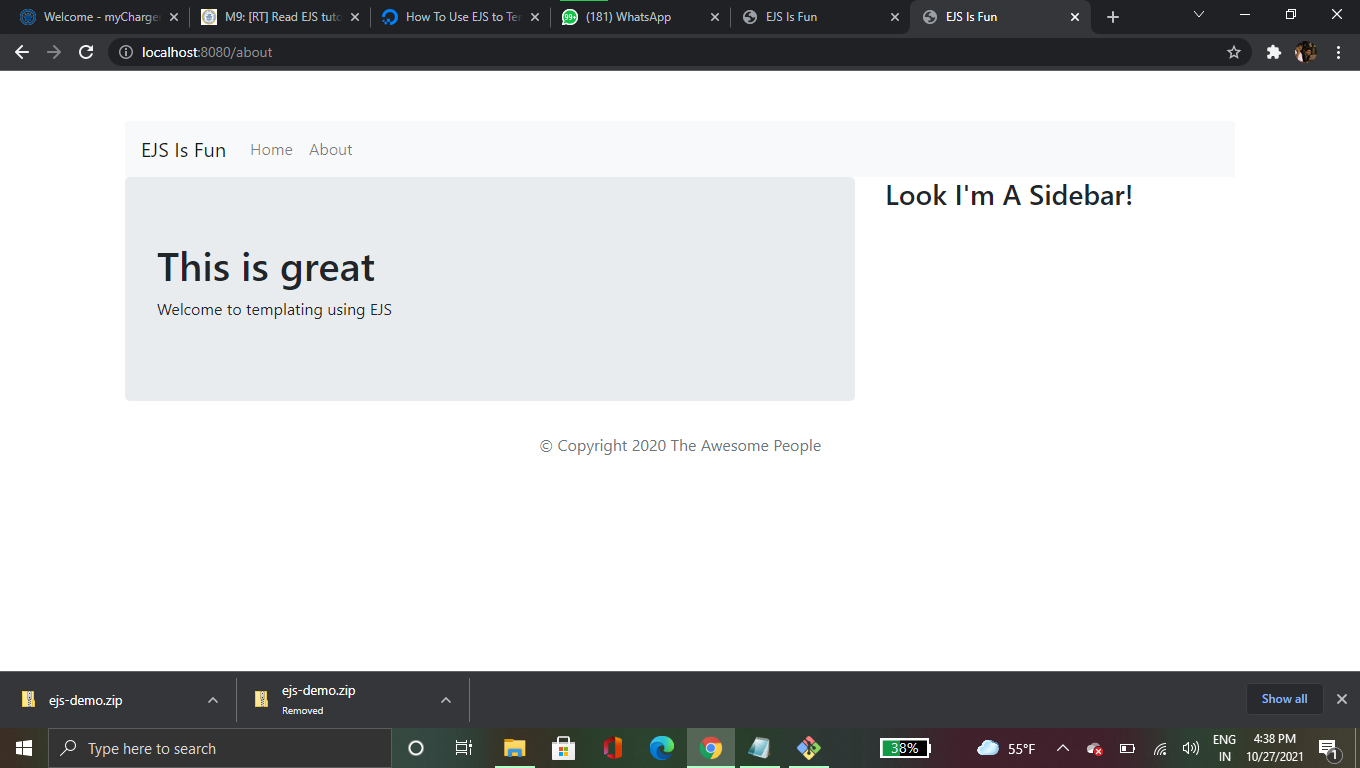 Welcome - myCharger
M9: [RT] Read EJS tuto
How To Use EJS to Ter
99+
(181) WhatsApp
EJS Is Fun
EJS Is Fun
localhost:8080/about
EJS Is Fun
Home
About
Look I'm A Sidebar!
This is great
Welcome to templating using EJS
© Copyright 2020 The Awesome People
ejs-demo.zip
ejs-demo.zip
Removed
Show all
Type here to search
38%
55°F
ENG
IN
4:38 PM
10/27/2021
1